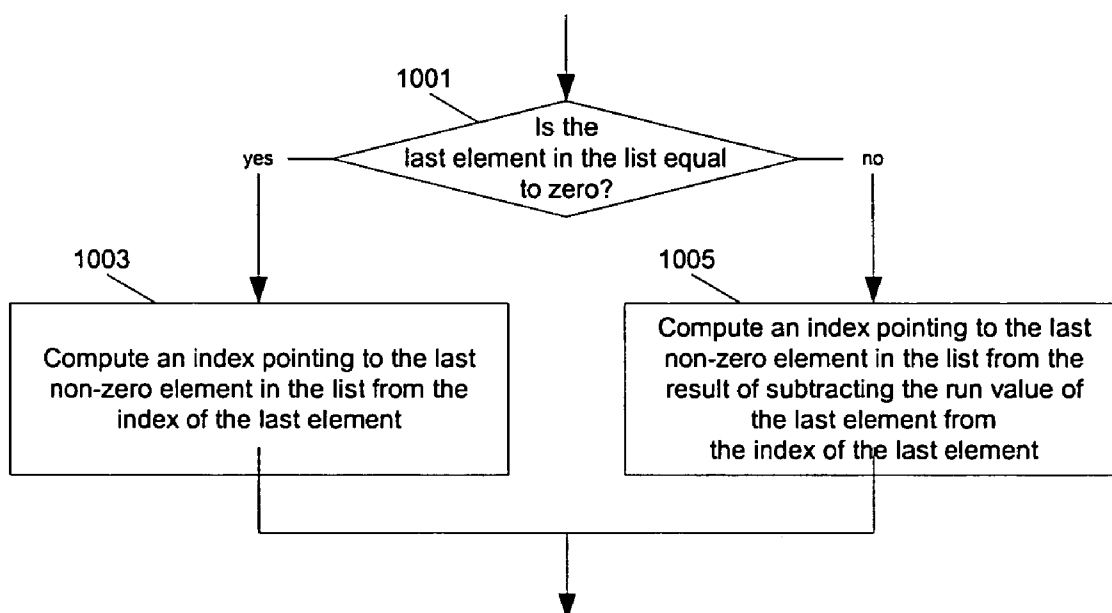 1001
Is the
last element in the list equal
to zero?
yes
no
1003
1005
Compute an index pointing to the last
non-zero element in the list from the
index of the last element
Compute an index pointing to the last
non-zero element in the list from the
result of subtracting the run value of
the last element from
the index of the last element